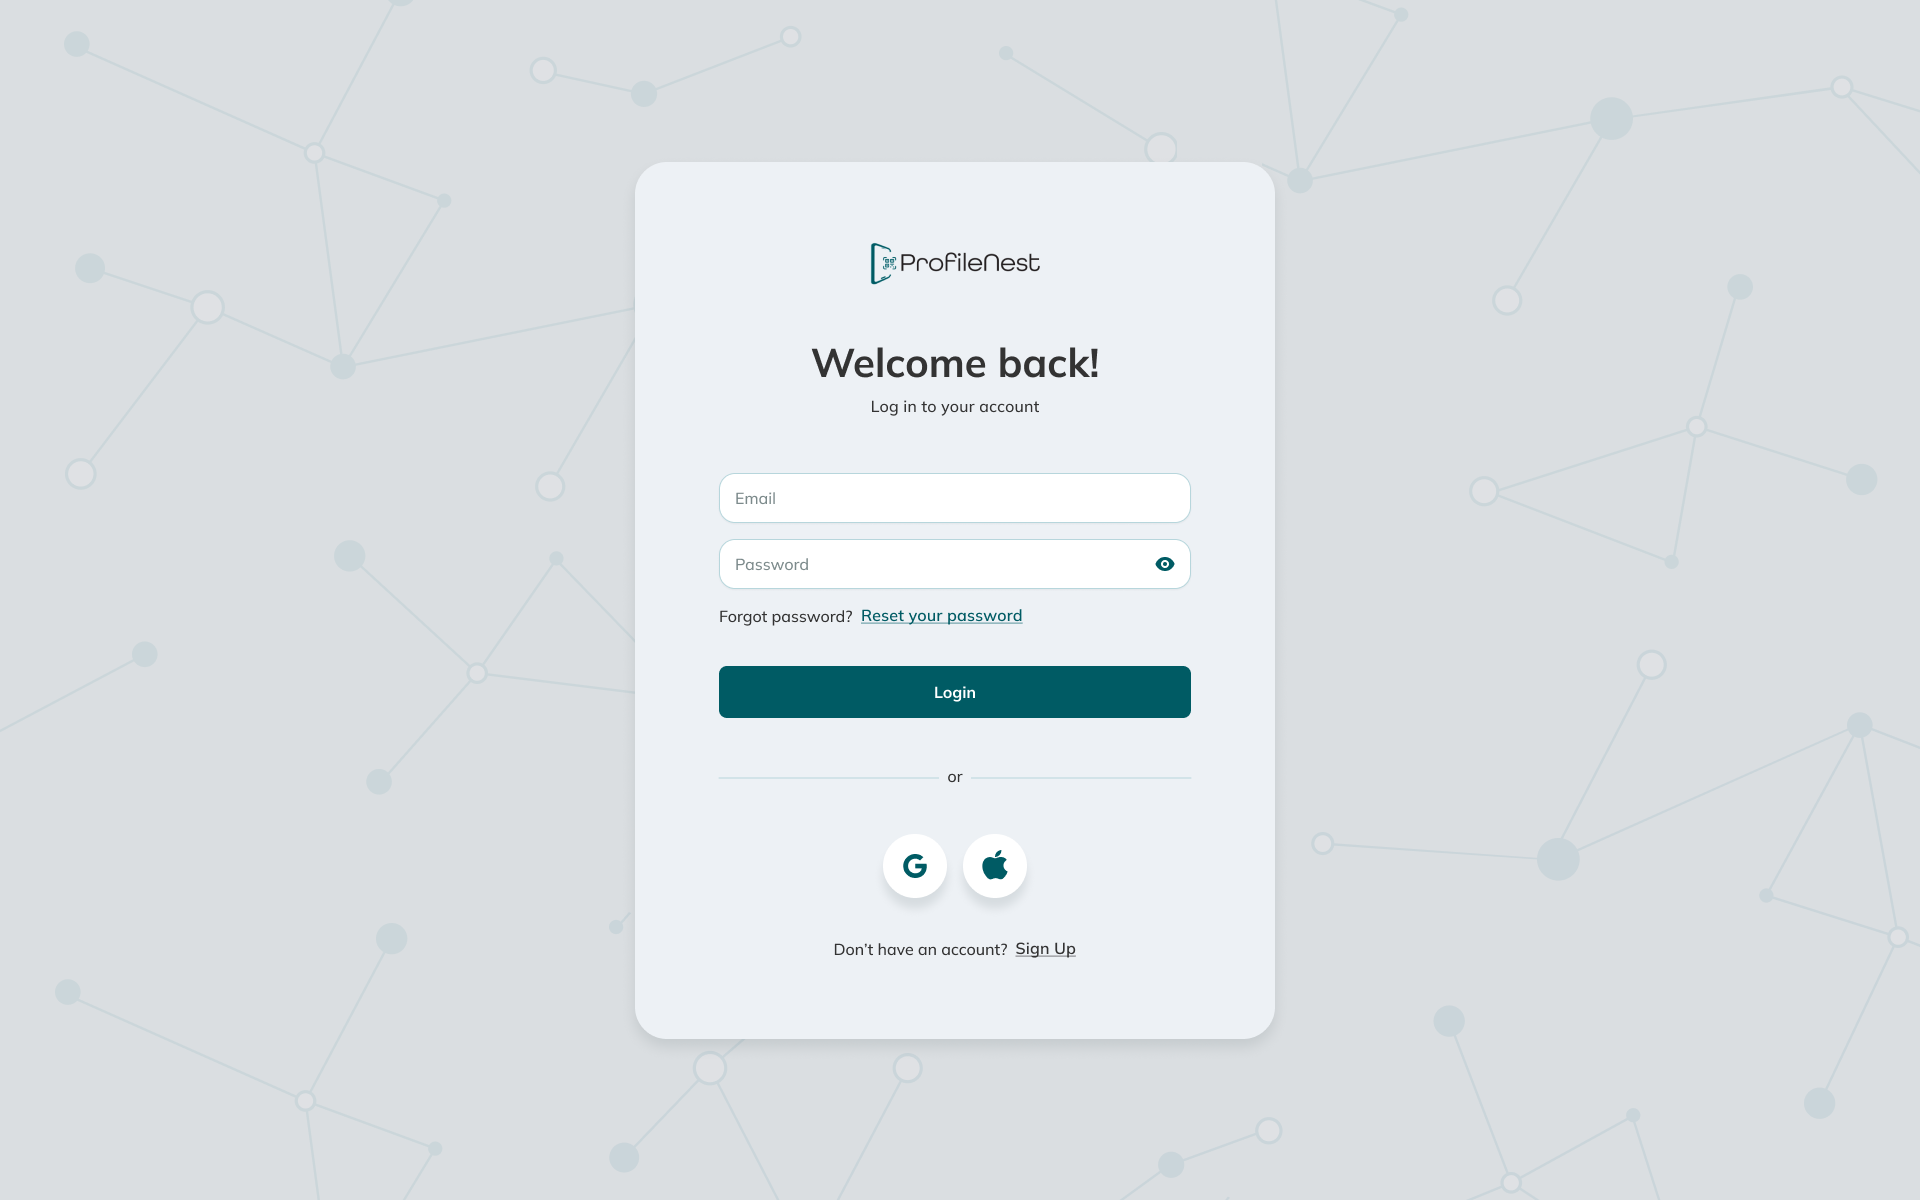 ProfileNest
Welcome back!
Log in to your account
Email
Password
Forgot password? Reset your password
Login
or
Don't have an account? Sign Up